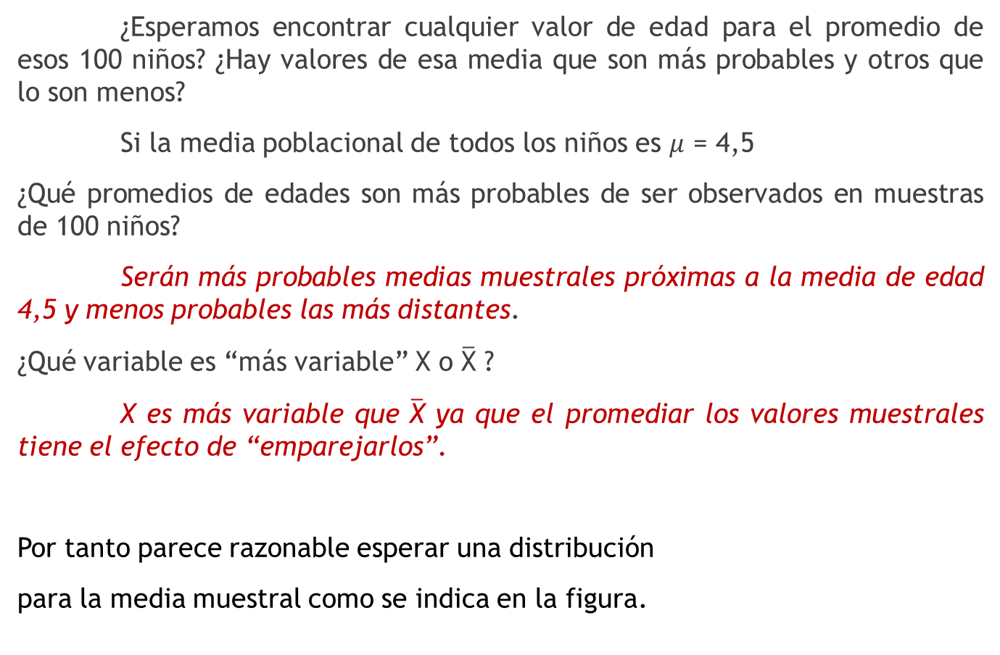 ¿Esperamos encontrar cualquier valor de edad para el promedio de
esos 100 niños? ¿Hay valores de esa media que son más probables y otros que
lo son menos?
Si la media poblacional de todos los niños es μ = 4,5
¿Qué promedios de edades son más probables de ser observados en muestras
de 100 niños?
Serán más probables medias muestrales próximas a la media de edad
4,5 y menos probables las más distantes.
¿Qué variable es “más variable” X o X̅ ?
X es más variable que X̅ ya que el promediar los valores muestrales
tiene el efecto de “emparejarlos”.
Por tanto parece razonable esperar una distribución
para la media muestral como se indica en la figura.